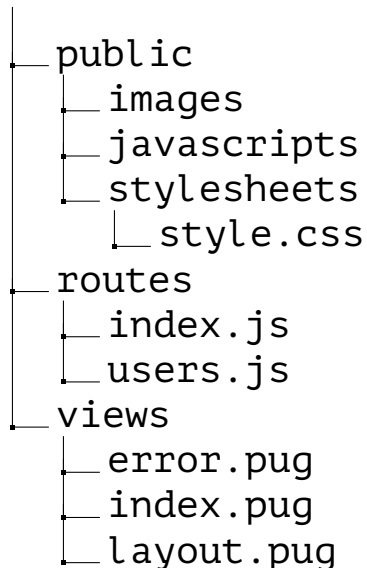 public
images
javascripts
stylesheets
style.css
routes
index.js
users.js
views
error.pug
index.pug
layout.pug